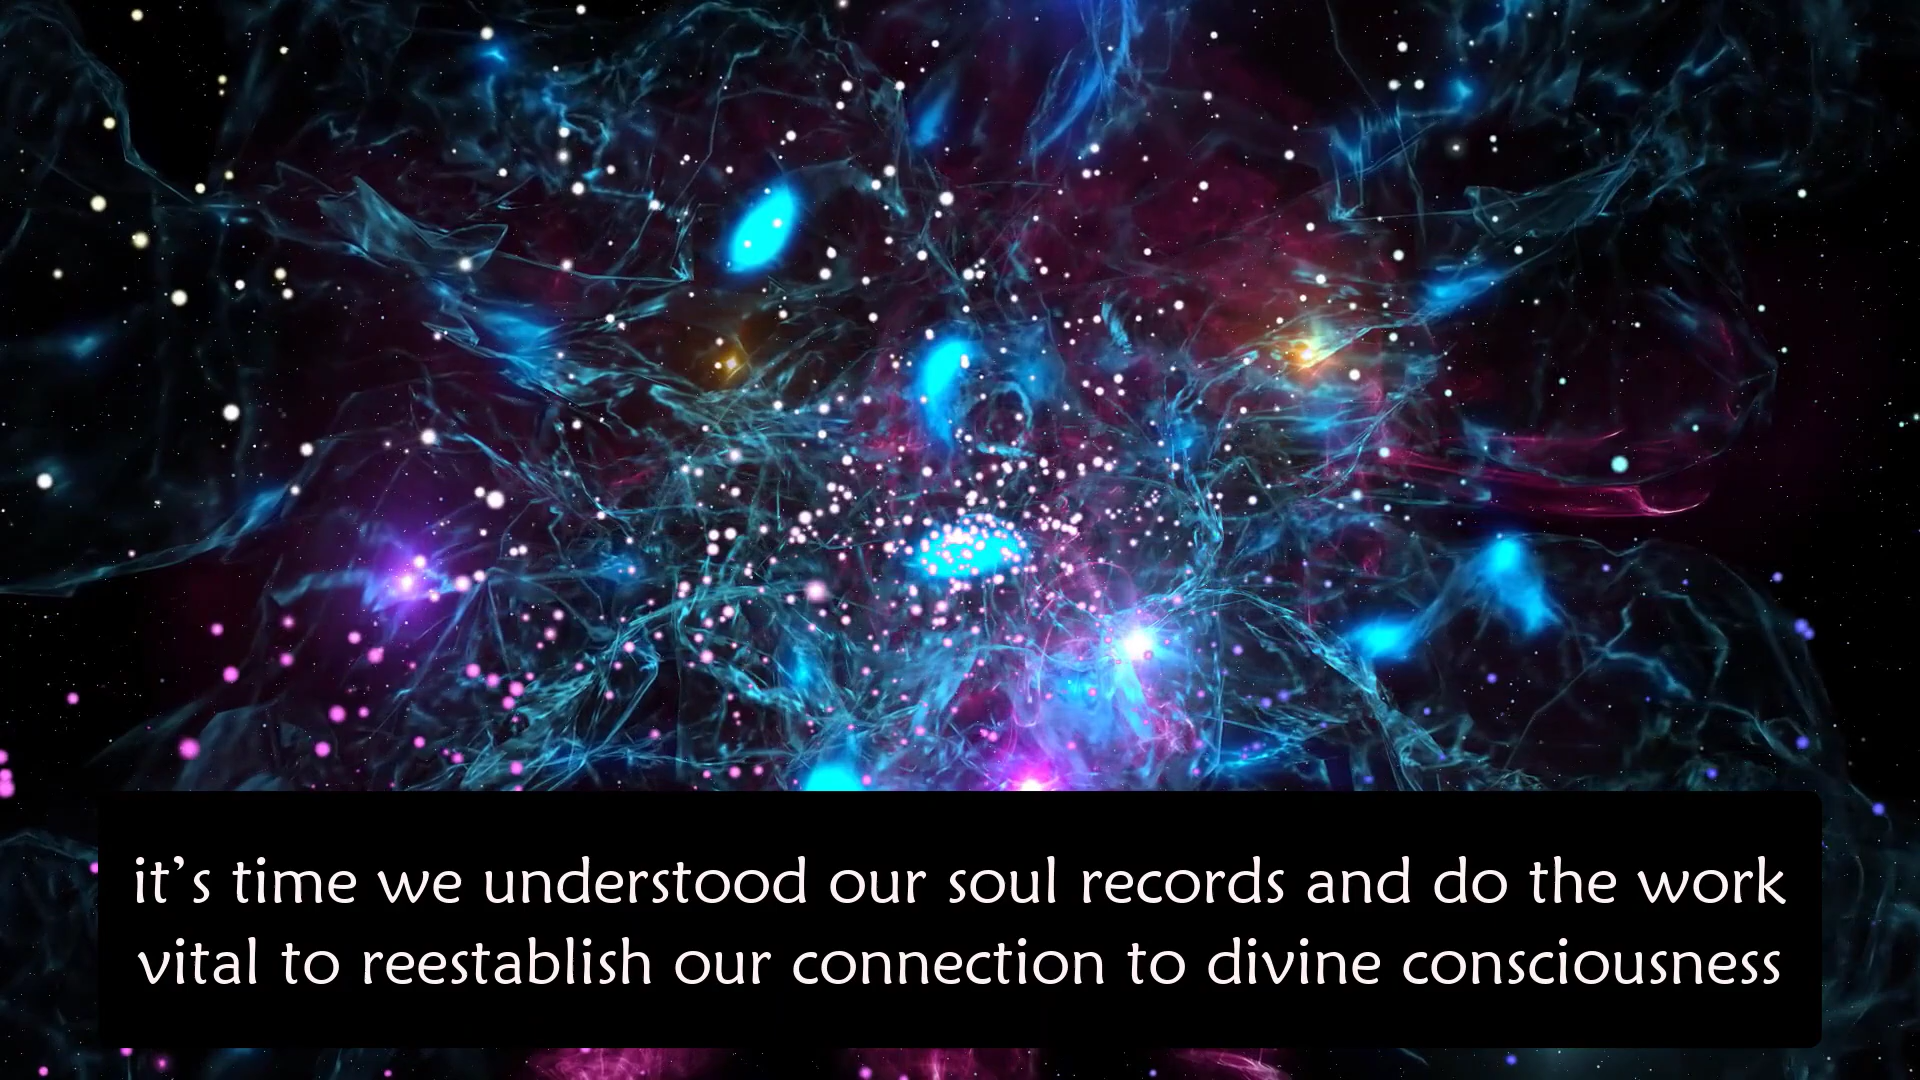 it’s time we understood our soul records and do the work
vital to reestablish our connection to divine consciousness